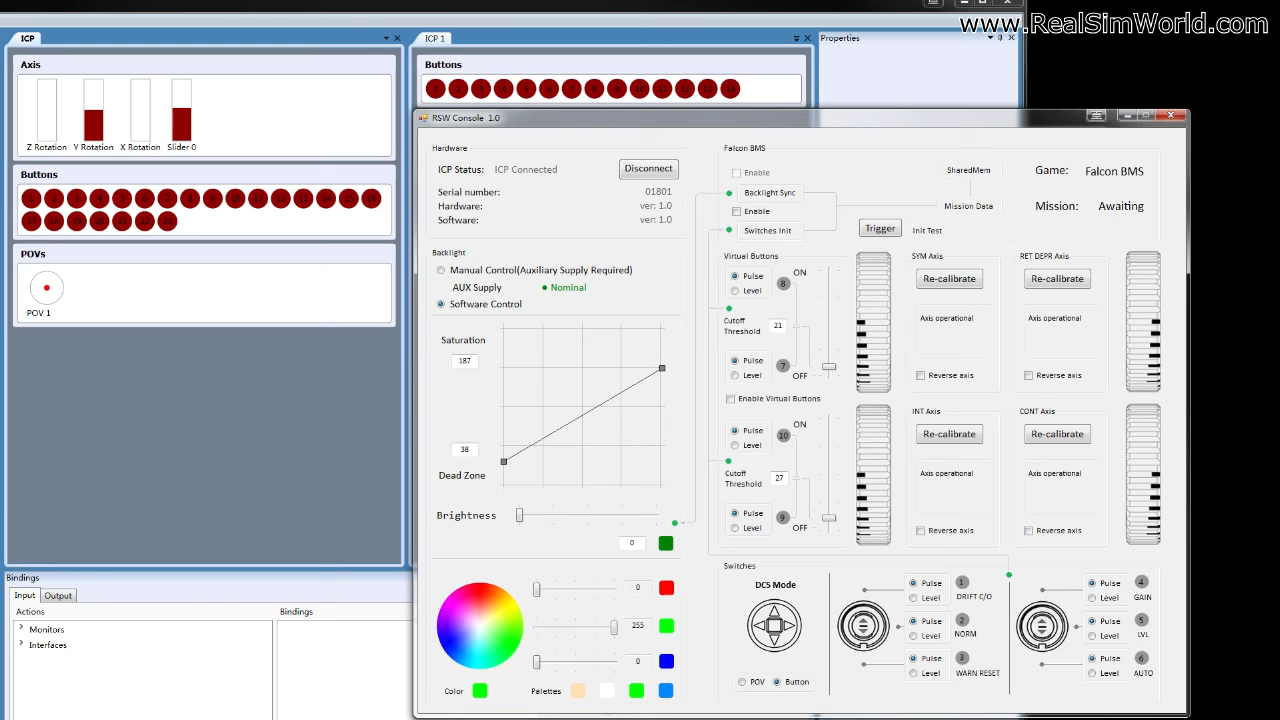 www.RealSimWorld.com
ICP
ICP 1
Properties
Axis
Z Rotation
Y Rotation
X Rotation
Slider 0
Buttons
POVs
POV 1
Buttons
Bindings
Input
Output
Actions
Bindings
Monitors
Interfaces
RSW Console 1.0
Hardware
ICP Status: ICP Connected
Disconnect
Serial number: 01801
Hardware: ver: 1.0
Software: ver: 1.0
Backlight
Manual Control(Auxiliary Supply Required)
AUX Supply
Nominal
Software Control
Saturation
187
38
Dead Zone
Brightness
0
0
255
0
Color
Palettes
Falcon BMS
Enable
Backlight Sync
Enable
Switches Init
SharedMem
Mission Data
Game: Falcon BMS
Mission: Awaiting
Trigger
Init Test
Virtual Buttons
Pulse
Level
8
ON
Cutoff
Threshold
21
Pulse
Level
7
OFF
Enable Virtual Buttons
Pulse
Level
10
ON
Cutoff
Threshold
27
Pulse
Level
9
OFF
SYM Axis
Re-calibrate
Axis operational
Reverse axis
RET DEPR Axis
Re-calibrate
Axis operational
Reverse axis
INT Axis
Re-calibrate
Axis operational
Reverse axis
CONT Axis
Re-calibrate
Axis operational
Reverse axis
Switches
DCS Mode
POV
Button
Pulse
Level
1
DRIFT C/O
Pulse
Level
2
NORM
Pulse
Level
3
WARN RESET
Pulse
Level
4
GAIN
Pulse
Level
5
LVL
Pulse
Level
6
AUTO